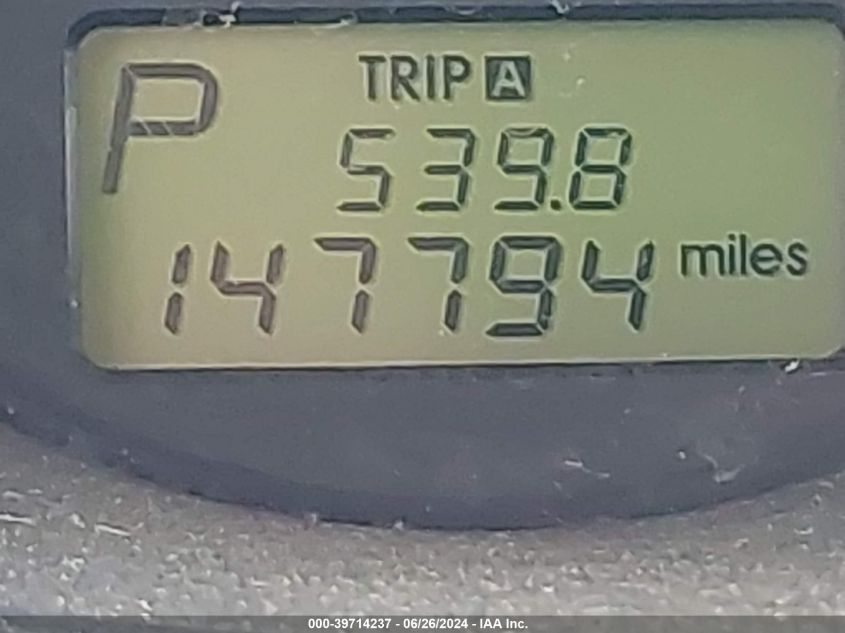 P
TRIP A
539.8
147794 miles
000-39714237 - 06/26/2024 - IAA Inc.